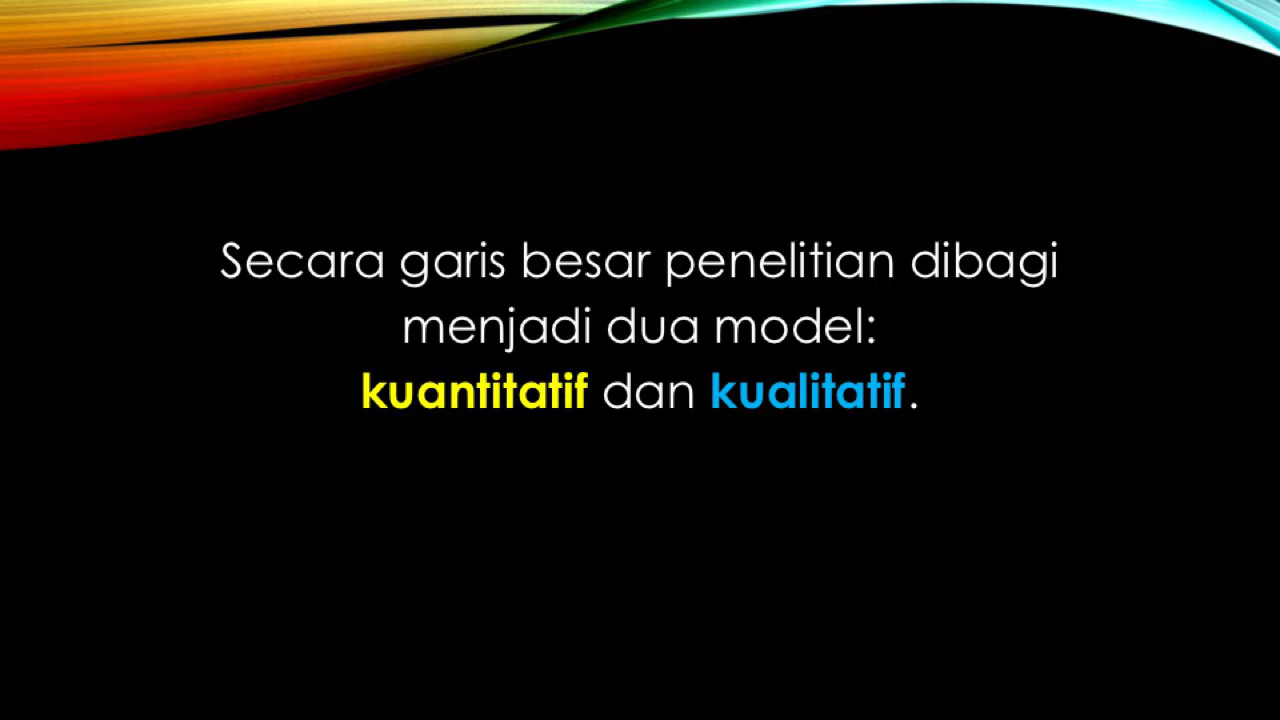 Secara garis besar penelitian dibagi
menjadi dua model:
kuantitatif dan kualitatif.